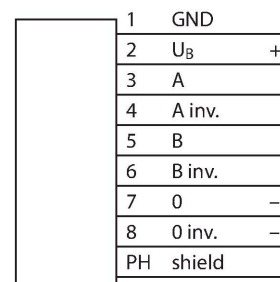 1 GND
2 UB +
3 A
4 A inv.
5 B
6 B inv.
7 0 –
8 0 inv. –
PH shield